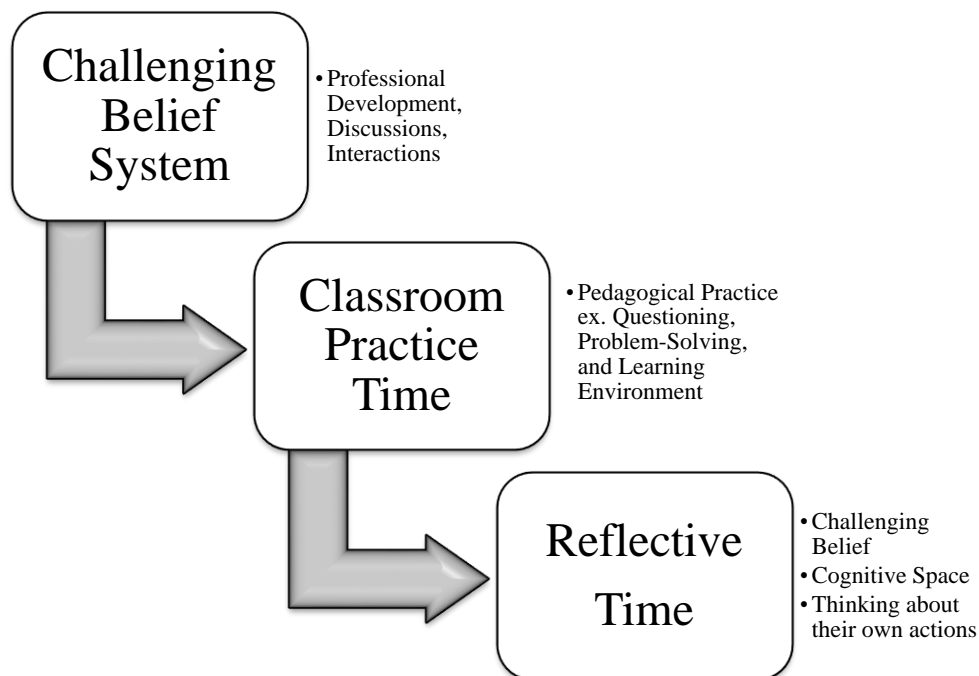 Challenging
Belief
System
• Professional
Development,
Discussions,
Interactions
Classroom
Practice
Time
• Pedagogical Practice
ex. Questioning,
Problem-Solving,
and Learning
Environment
Reflective
Time
• Challenging
Belief
• Cognitive Space
• Thinking about
their own actions